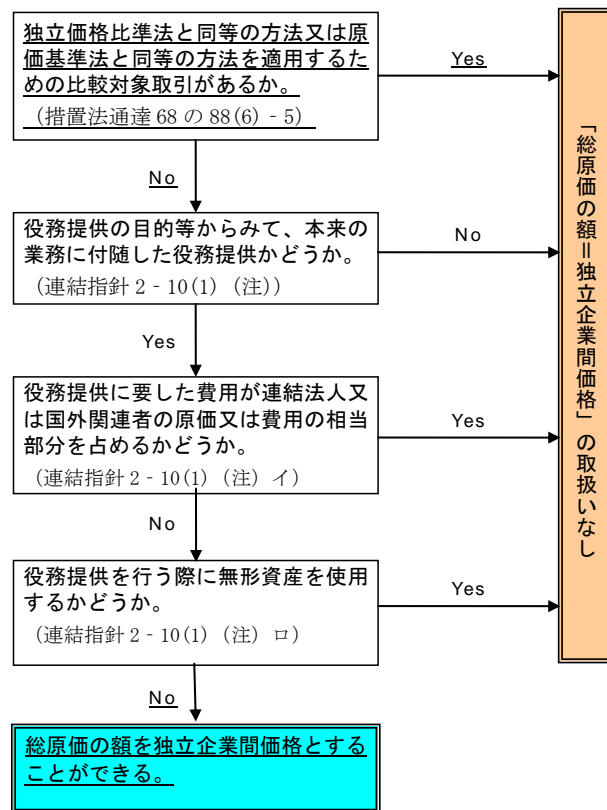 独立価格比準法と同等の方法又は原
価基準法と同等の方法を適用するた
めの比較対象取引があるか。
(措置法通達 68 の 88(6) - 5)
Yes
No
役務提供の目的等からみて、本来の
業務に付随した役務提供かどうか。
(連結指針 2 - 10(1) (注))
No
Yes
役務提供に要した費用が連結法人又
は国外関連者の原価又は費用の相当
部分を占めるかどうか。
(連結指針 2 - 10(1) (注) イ)
Yes
No
役務提供を行う際に無形資産を使用
するかどうか。
(連結指針 2 - 10(1) (注) ロ)
Yes
No
総原価の額を独立企業間価格とする
ことができる。
「総原価の額=独立企業間価格」の取扱いなし